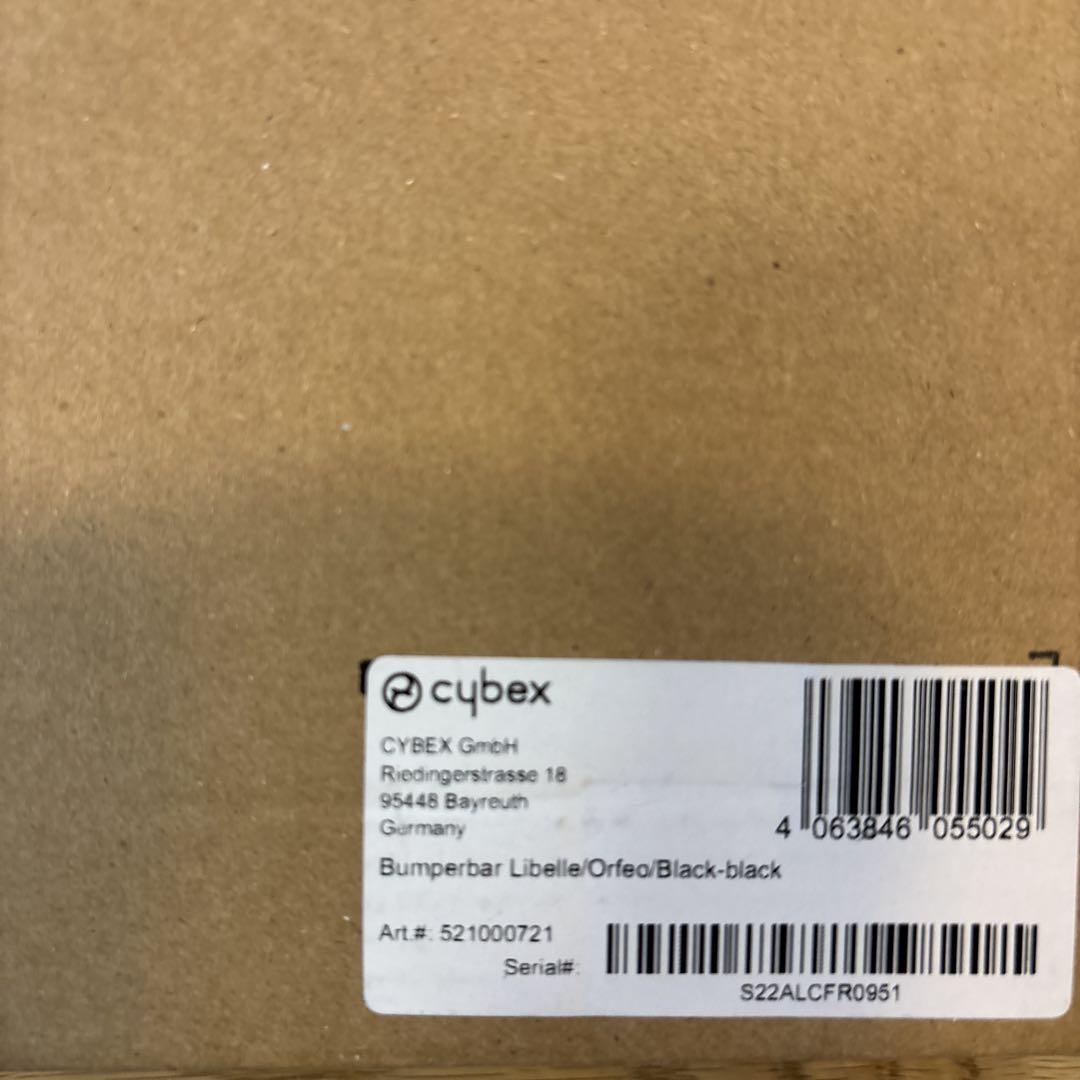 cybex
CYBEX GmbH
Riedingerstrasse 18
95448 Bayreuth
Germany
4 063846 055029
Bumperbar Libelle/Orfeo/Black-black
Art.#: 521000721
Serial#:
S22ALCFR0951